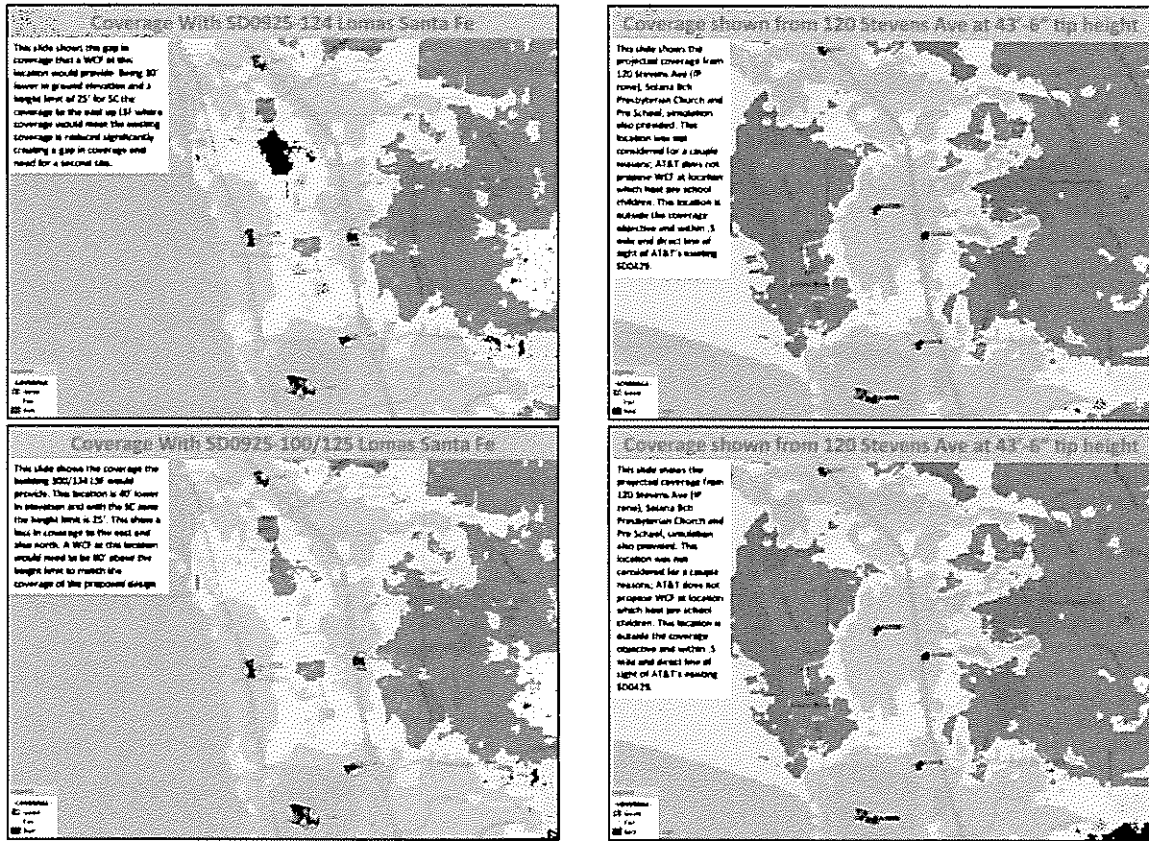 Coverage With SD0925-124 Lomas Santa Fe
This slide shows the gap in
coverage that a WCF at this
location would provide. Being 10'
lower in ground elevation and a
height limit of 25' for SC the
coverage to the east up LSF where
coverage would meet the existing
coverage is reduced significantly
creating a gap in coverage and
need for a second site.
Coverage shown from 120 Stevens Ave at 43' 6" tip height
This slide shows the
projected coverage from
120 Stevens Ave (IP
zone), Solana Bch
Presbyterian Church and
Pre School, simulation
also provided. This
location was not
considered for a couple
reasons; AT&T does not
propose WCF at location
which host pre school
children. This location is
outside the coverage
objective and within .5
mile and direct line of
sight of AT&T's existing
SD0429.
Coverage With SD0925-100/125 Lomas Santa Fe
This slide shows the coverage the
building 100/134 LSF would
provide. This location is 40' lower
in elevation and with the SC zone
the height limit is 25'. This show a
loss in coverage to the east and
also north. A WCF at this location
would need to be 80' above the
height limit to match the
coverage of the proposed design
Coverage shown from 120 Stevens Ave at 43' 6" tip height
This slide shows the
projected coverage from
120 Stevens Ave (IP
zone), Solana Bch
Presbyterian Church and
Pre School, simulation
also provided. This
location was not
considered for a couple
reasons; AT&T does not
propose WCF at location
which host pre school
children. This location is
outside the coverage
objective and within .5
mile and direct line of
sight of AT&T's existing
SD0429.